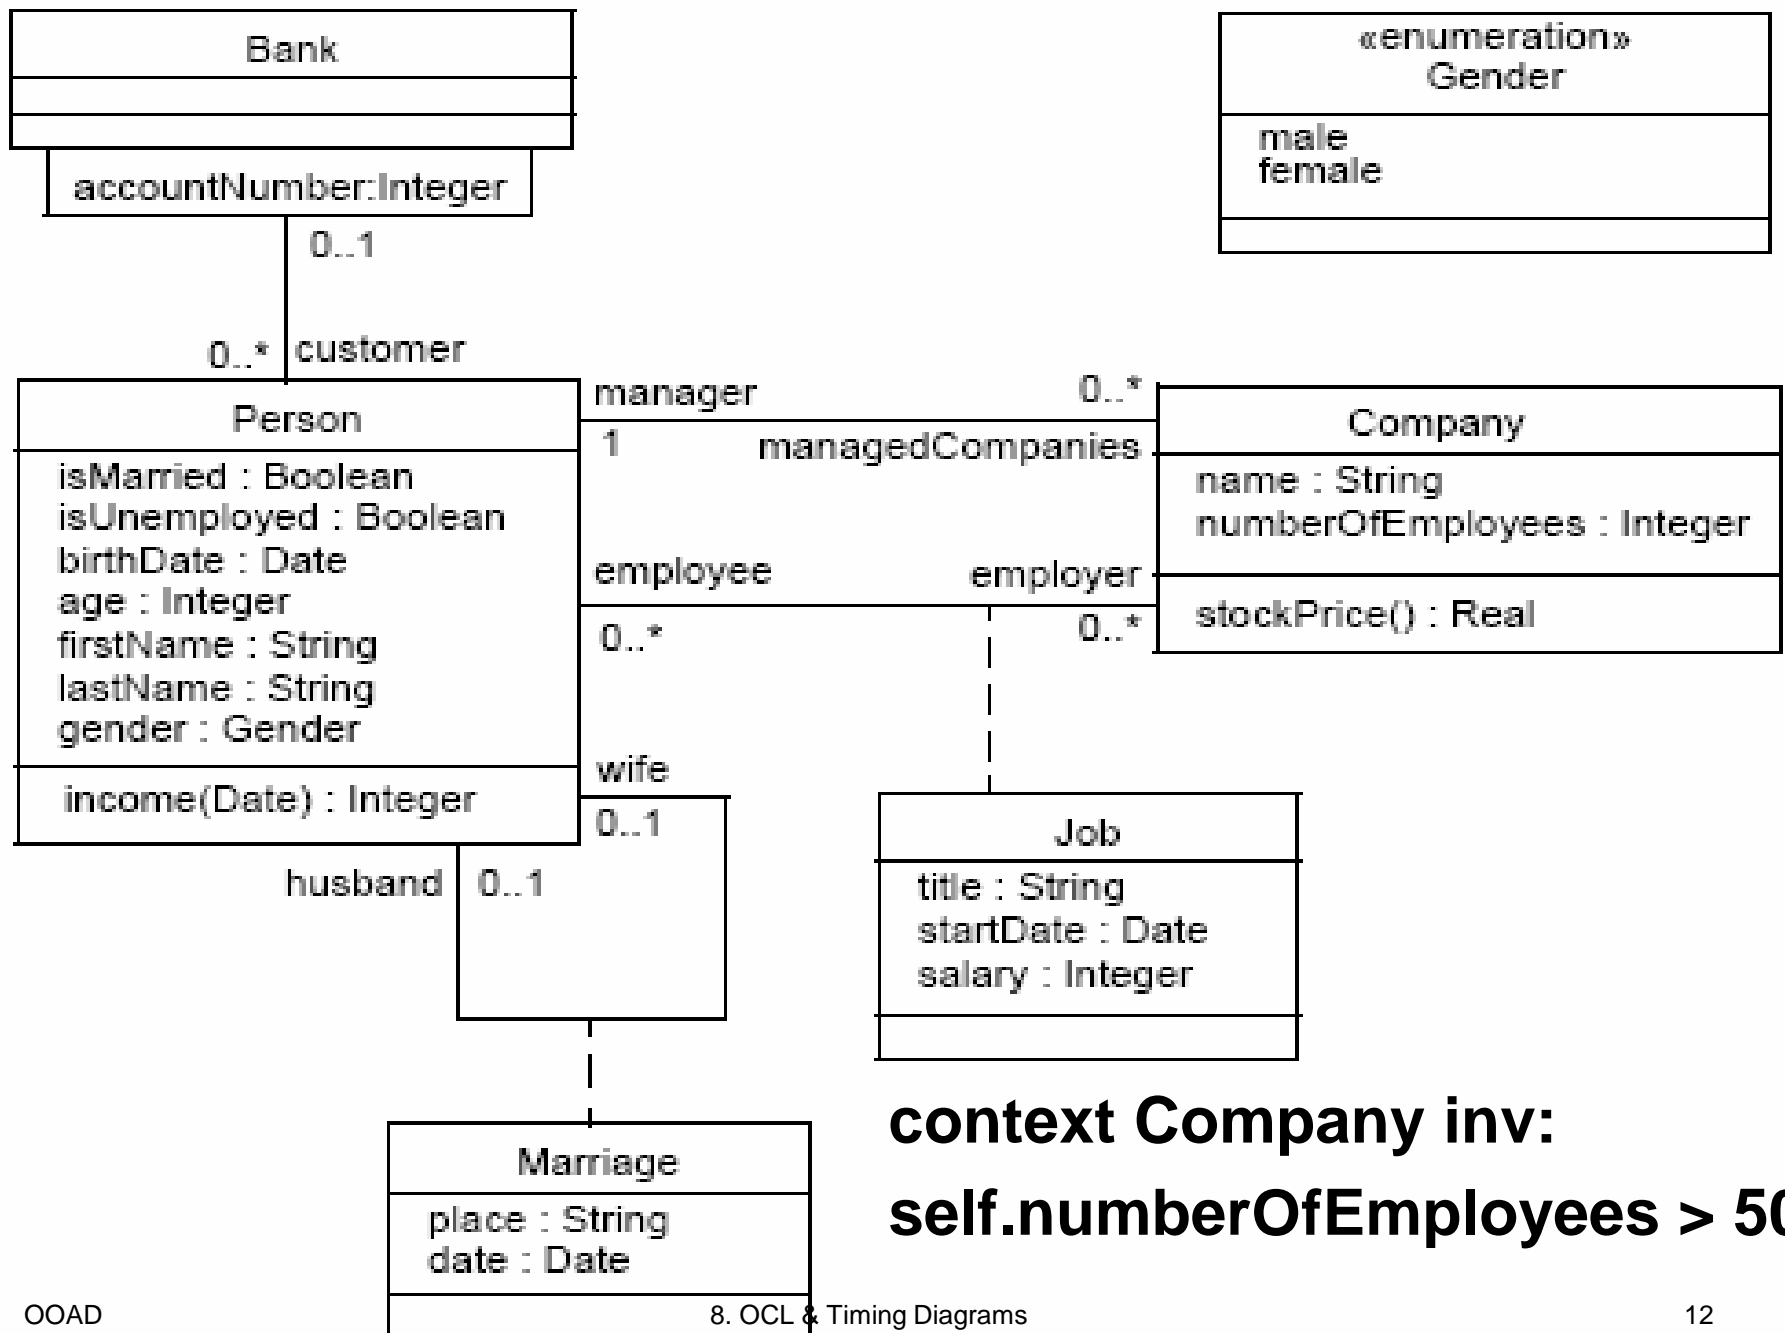 Bank
accountNumber:Integer
0..1
0..* customer
«enumeration»
Gender
male
female
Person
isMarried : Boolean
isUnemployed : Boolean
birthDate : Date
age : Integer
firstName : String
lastName : String
gender : Gender
income(Date) : Integer
manager 0..*
1 managedCompanies
employee employer
0..* 0..*
Company
name : String
numberOfEmployees : Integer
stockPrice() : Real
wife
0..1
husband 0..1
Job
title : String
startDate : Date
salary : Integer
Marriage
place : String
date : Date
context Company inv:
self.numberOfEmployees > 50
OOAD 8. OCL & Timing Diagrams 12